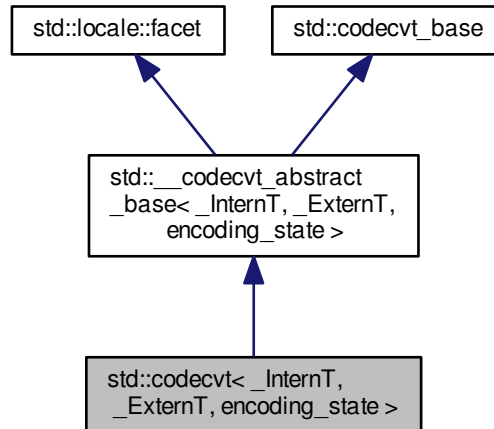 std::locale::facet
std::codecvt_base
std::__codecvt_abstract
_base< _InternT, _ExternT,
encoding_state >
std::codecvt< _InternT,
_ExternT, encoding_state >